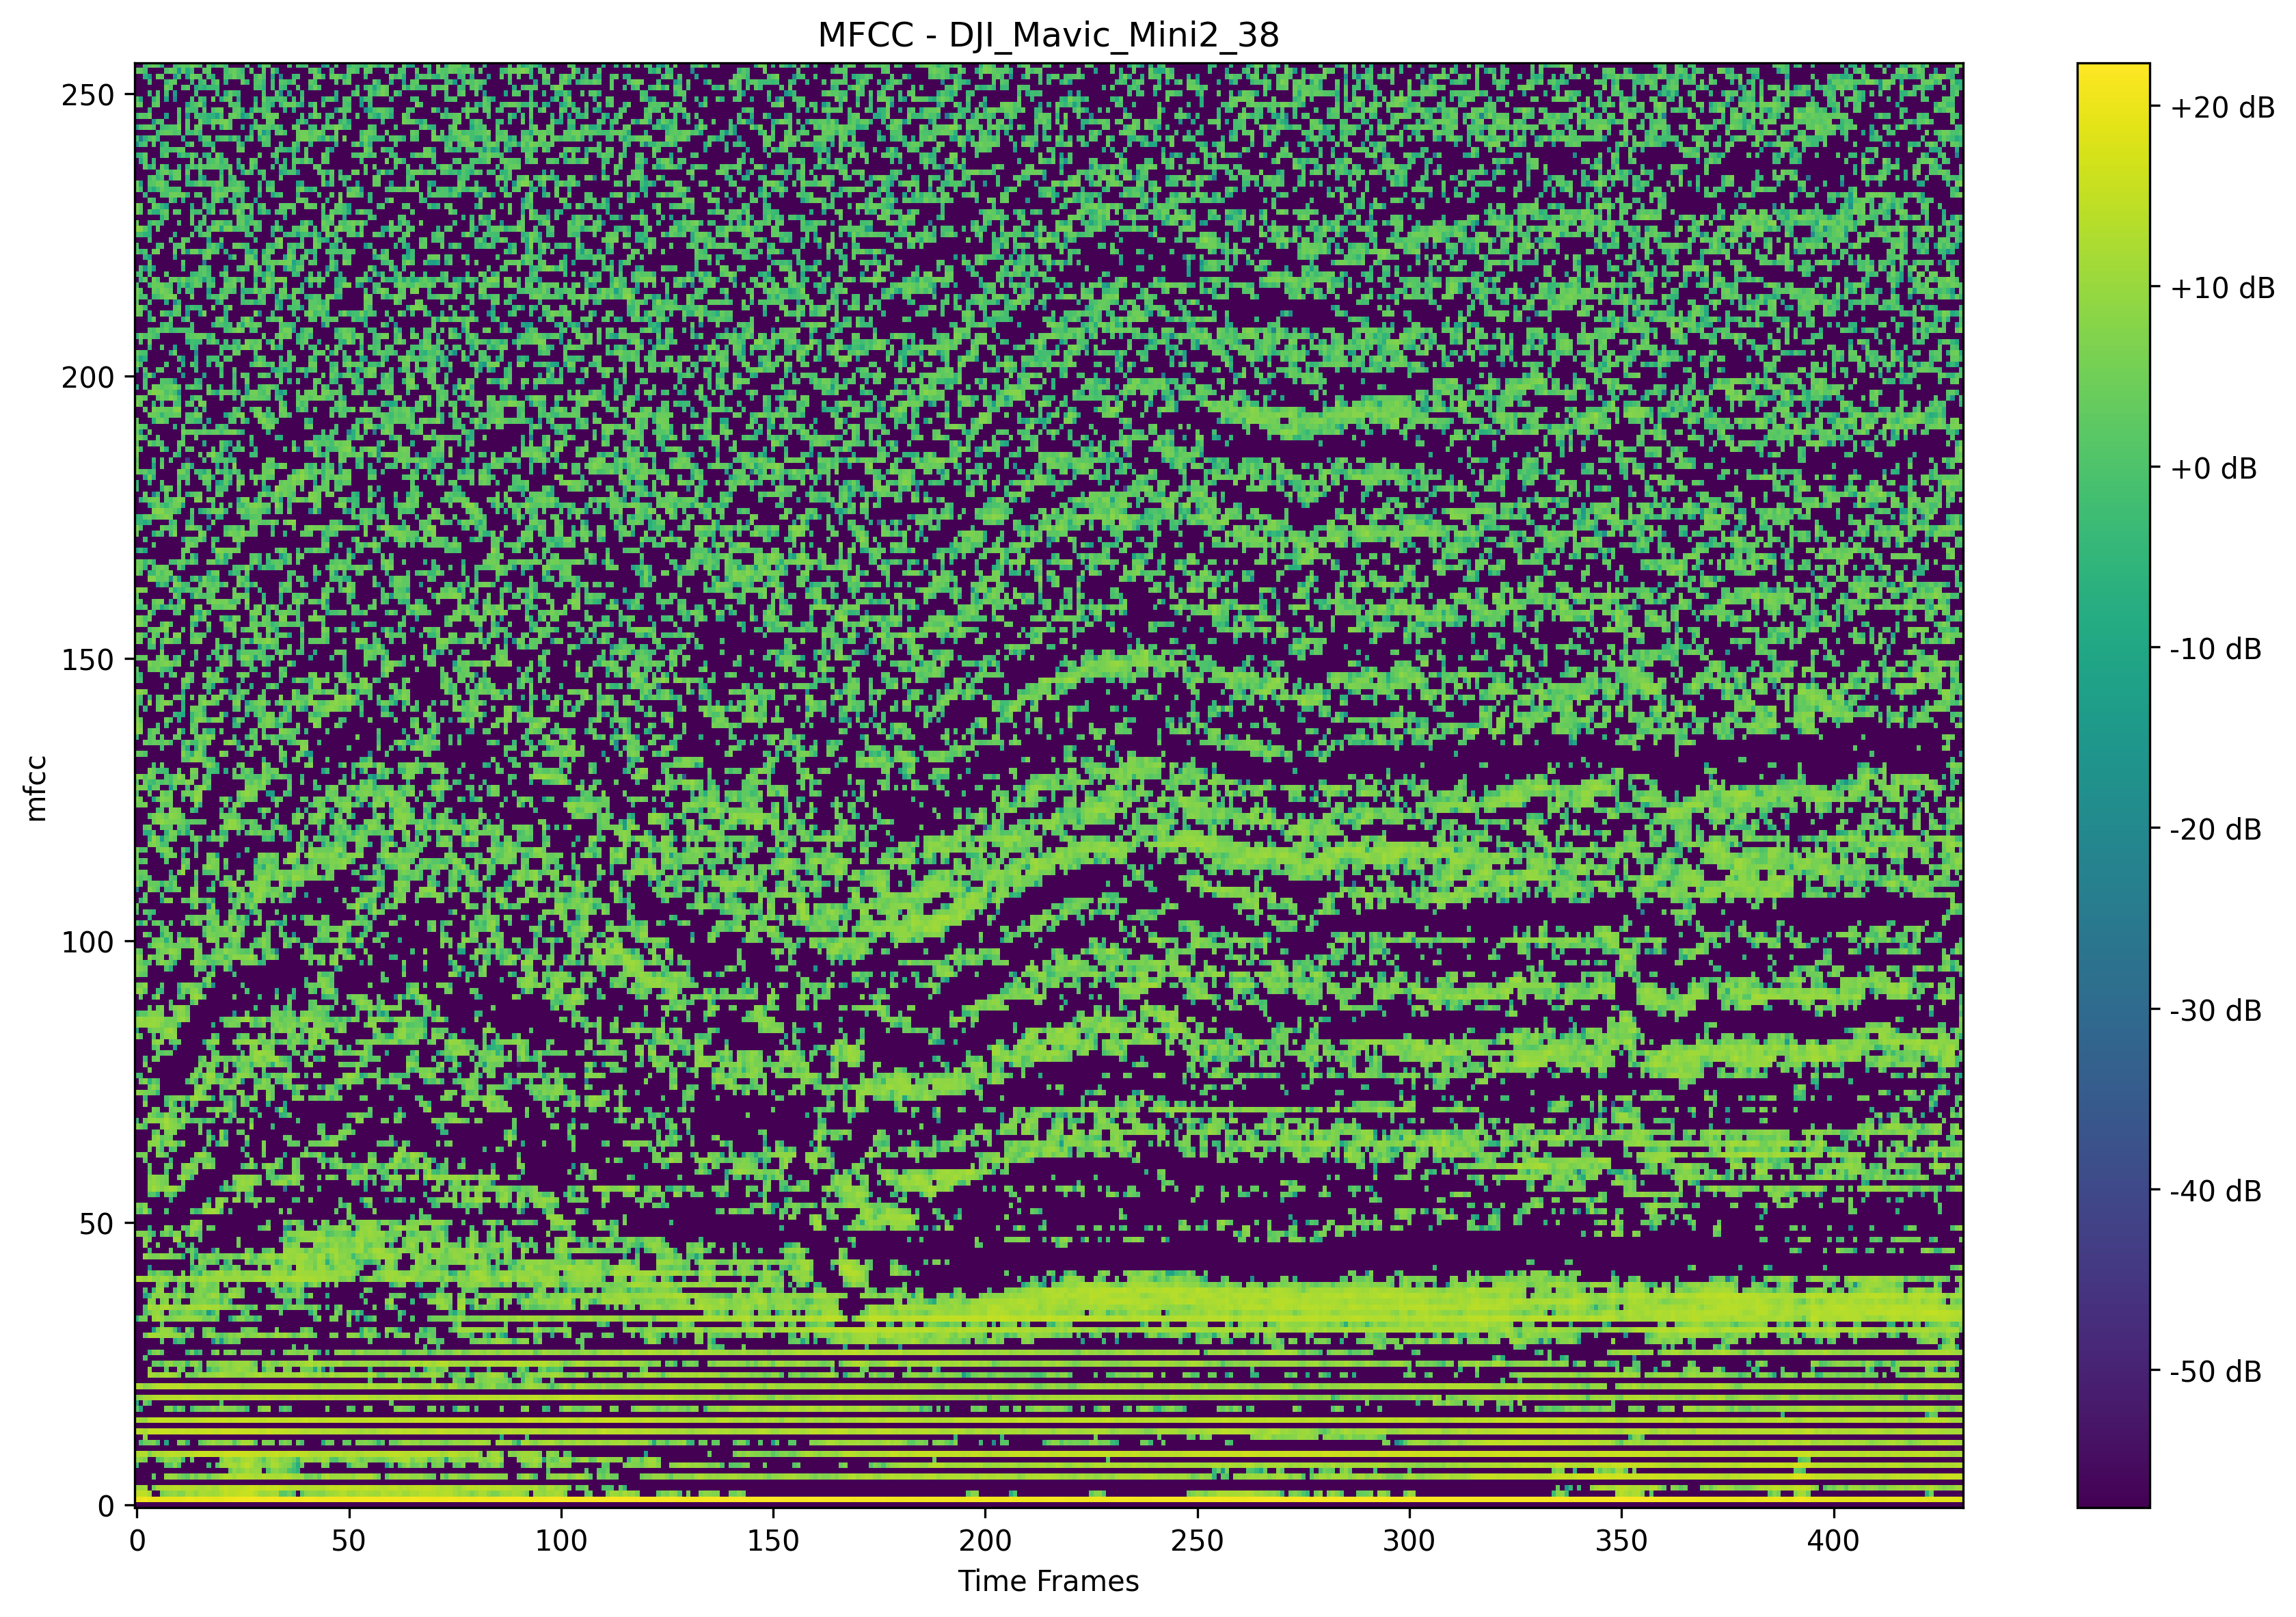 MFCC - DJI_Mavic_Mini2_38
250
200
150
100
50
0
mfcc
0 50 100 150 200 250 300 350 400
Time Frames
+20 dB
+10 dB
+0 dB
-10 dB
-20 dB
-30 dB
-40 dB
-50 dB